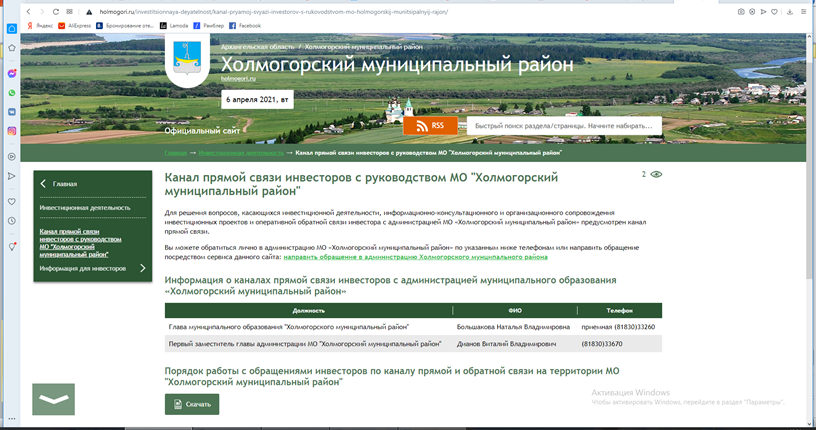 holmogori.ru/investitsionnaya-deyatelnost/kanal-pryamoj-svyazi-investorov-s-rukovodstvom-mo-holmogorskij-munitsipalnyij-rajon/
Яндекс
AliExpress
Бронирование оте...
Lamoda
Рамблер
Facebook
Архангельская область / Холмогорский муниципальный район
Холмогорский муниципальный район
holmogori.ru
6 апреля 2021, вт
Официальный сайт
RSS
Быстрый поиск раздела/страницы. Начните набирать...
Главная → Инвестиционная деятельность → Канал прямой связи инвесторов с руководством МО "Холмогорский муниципальный район"
Главная
Инвестиционная деятельность
Канал прямой связи
инвесторов с руководством
МО "Холмогорский
муниципальный район"
Информация для инвесторов
Канал прямой связи инвесторов с руководством МО "Холмогорский
муниципальный район"
2
Для решения вопросов, касающихся инвестиционной деятельности, информационно-консультационного и организационного сопровождения
инвестиционных проектов и оперативной обратной связи инвестора с администрацией МО «Холмогорский муниципальный район» предусмотрен канал
прямой связи.
Вы можете обратиться лично в администрацию МО «Холмогорский муниципальный район» по указанным ниже телефонам или направить обращение
посредством сервиса данного сайта: направить обращение в администрацию Холмогорского муниципального района
Информация о каналах прямой связи инвесторов с администрацией муниципального образования
«Холмогорский муниципальный район»
Должность ФИО Телефон
Глава муниципального образования "Холмогорского муниципальный район" Большакова Наталья Владимировна приемная (81830)33260
Первый заместитель главы администрации МО "Холмогорский муниципальный район" Дианов Виталий Владимирович (81830)33670
Порядок работы с обращениями инвесторов по каналу прямой и обратной связи на территории МО
"Холмогорский муниципальный район"
Скачать
Активация Windows
Чтобы активировать Windows, перейдите в раздел "Параметры".